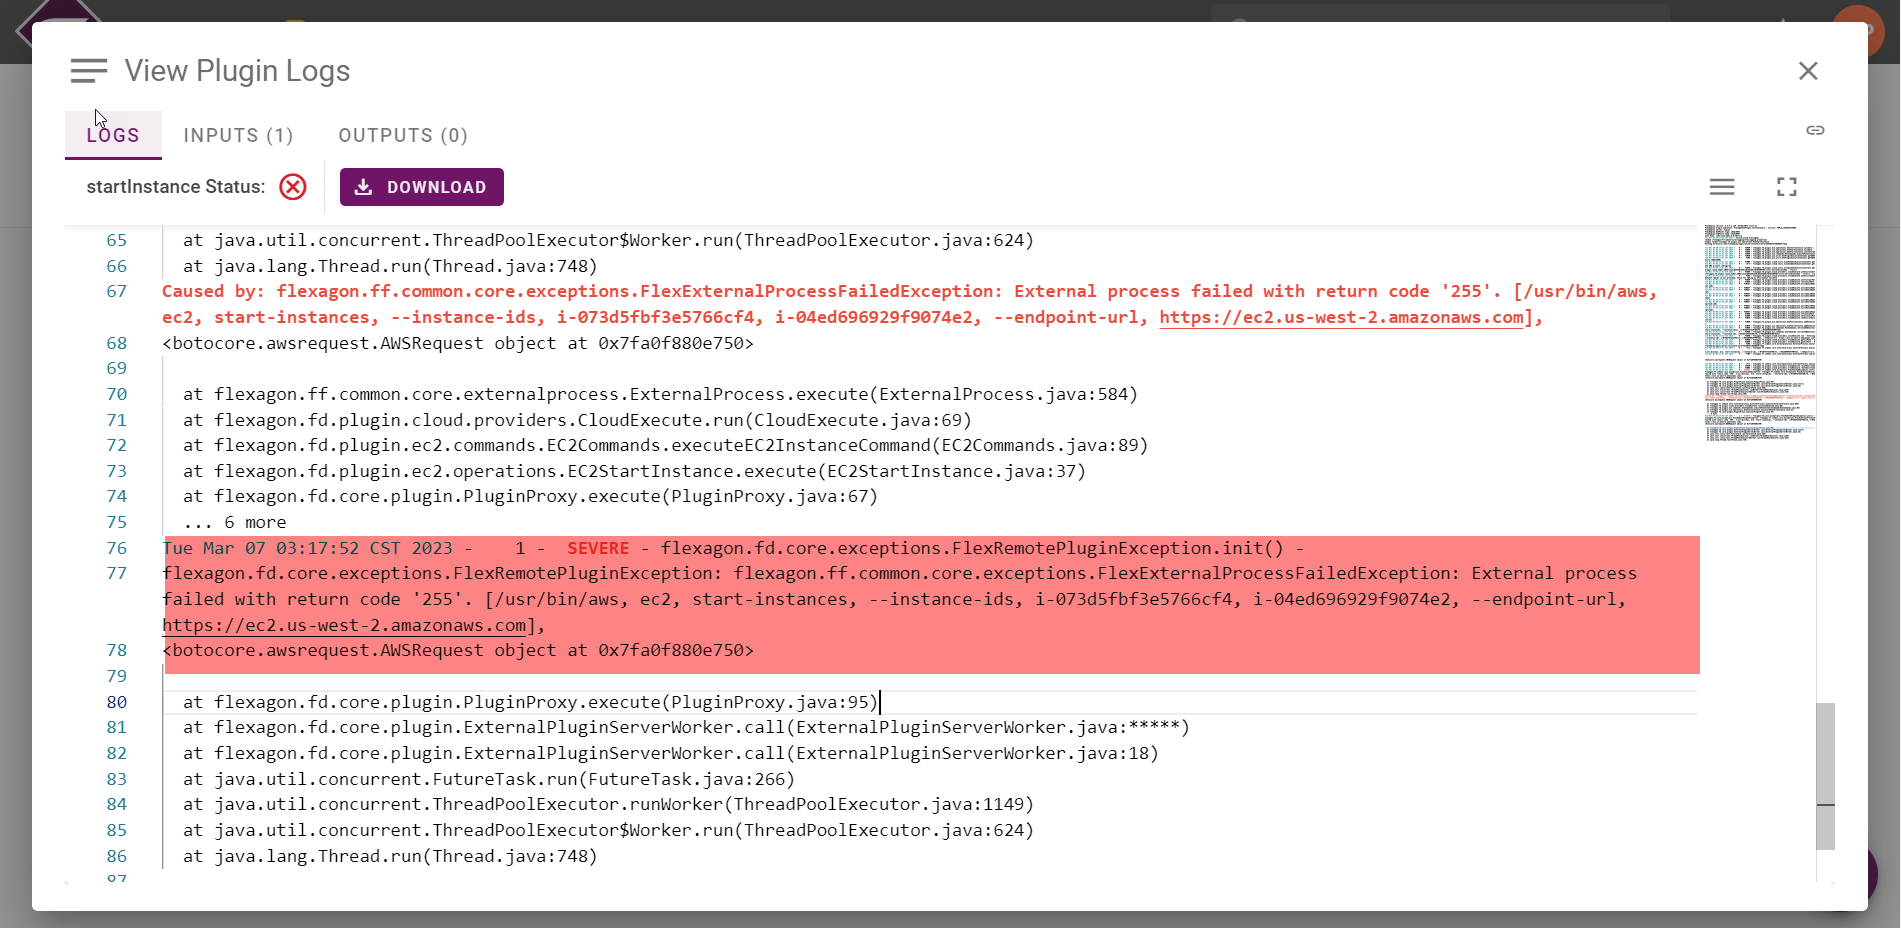 View Plugin Logs
LOGS
INPUTS (1)
OUTPUTS (0)
startInstance Status:
DOWNLOAD
65 at java.util.concurrent.ThreadPoolExecutor$Worker.run(ThreadPoolExecutor.java:624)
66 at java.lang.Thread.run(Thread.java:748)
67 Caused by: flexagon.ff.common.core.exceptions.FlexExternalProcessFailedException: External process failed with return code '255'. [/usr/bin/aws,
ec2, start-instances, --instance-ids, i-073d5fbf3e5766cf4, i-04ed696929f9074e2, --endpoint-url, https://ec2.us-west-2.amazonaws.com],
68 <botocore.awsrequest.AWSRequest object at 0x7fa0f880e750>
69
70 at flexagon.ff.common.core.externalprocess.ExternalProcess.execute(ExternalProcess.java:584)
71 at flexagon.fd.plugin.cloud.providers.CloudExecute.run(CloudExecute.java:69)
72 at flexagon.fd.plugin.ec2.commands.EC2Commands.executeEC2InstanceCommand(EC2Commands.java:89)
73 at flexagon.fd.plugin.ec2.operations.EC2StartInstance.execute(EC2StartInstance.java:37)
74 at flexagon.fd.core.plugin.PluginProxy.execute(PluginProxy.java:67)
75 ... 6 more
76 Tue Mar 07 03:17:52 CST 2023 - 1 - SEVERE - flexagon.fd.core.exceptions.FlexRemotePluginException.init() -
77 flexagon.fd.core.exceptions.FlexRemotePluginException: flexagon.ff.common.core.exceptions.FlexExternalProcessFailedException: External process
failed with return code '255'. [/usr/bin/aws, ec2, start-instances, --instance-ids, i-073d5fbf3e5766cf4, i-04ed696929f9074e2, --endpoint-url,
https://ec2.us-west-2.amazonaws.com],
78 <botocore.awsrequest.AWSRequest object at 0x7fa0f880e750>
79
80 at flexagon.fd.core.plugin.PluginProxy.execute(PluginProxy.java:95)
81 at flexagon.fd.core.plugin.ExternalPluginServerWorker.call(ExternalPluginServerWorker.java:*****)
82 at flexagon.fd.core.plugin.ExternalPluginServerWorker.call(ExternalPluginServerWorker.java:18)
83 at java.util.concurrent.FutureTask.run(FutureTask.java:266)
84 at java.util.concurrent.ThreadPoolExecutor.runWorker(ThreadPoolExecutor.java:1149)
85 at java.util.concurrent.ThreadPoolExecutor$Worker.run(ThreadPoolExecutor.java:624)
86 at java.lang.Thread.run(Thread.java:748)
87